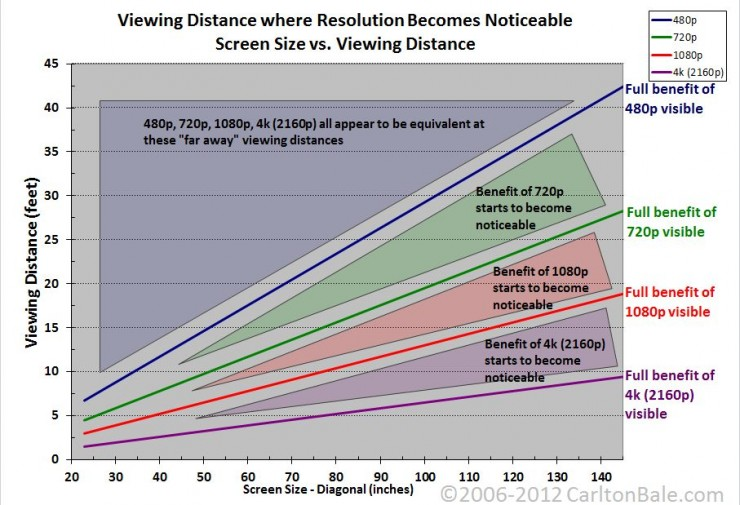 Viewing Distance where Resolution Becomes Noticeable
Screen Size vs. Viewing Distance
480p
720p
1080p
4k (2160p)
45
40
35
30
25
20
15
10
5
0
Viewing Distance (feet)
480p, 720p, 1080p, 4k (2160p) all appear to be equivalent at
these "far away" viewing distances
Benefit of 720p
starts to become
noticeable
Benefit of 1080p
starts to become
noticeable
Benefit of 4k (2160p)
starts to become
noticeable
Full benefit of
480p visible
Full benefit of
720p visible
Full benefit of
1080p visible
Full benefit of
4k (2160p)
visible
20 30 40 50 60 70 80 90 100 110 120 130 140
Screen Size - Diagonal (inches)
©2006-2012 CarltonBale.com